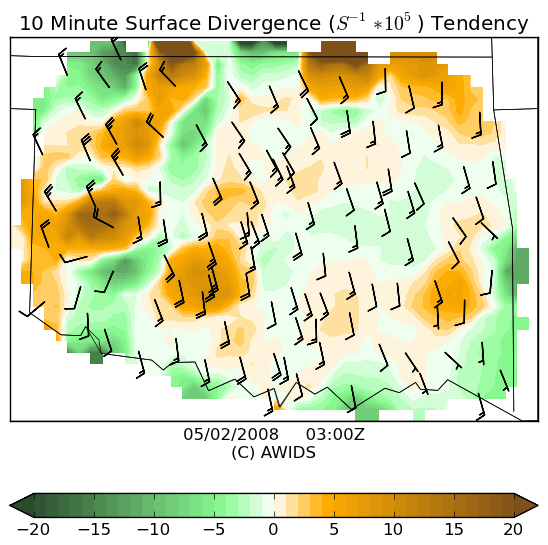 10 Minute Surface Divergence (S⁻¹ *10⁵ ) Tendency
05/02/2008 03:00Z
(C) AWIDS
−20 −15 −10 −5 0 5 10 15 20